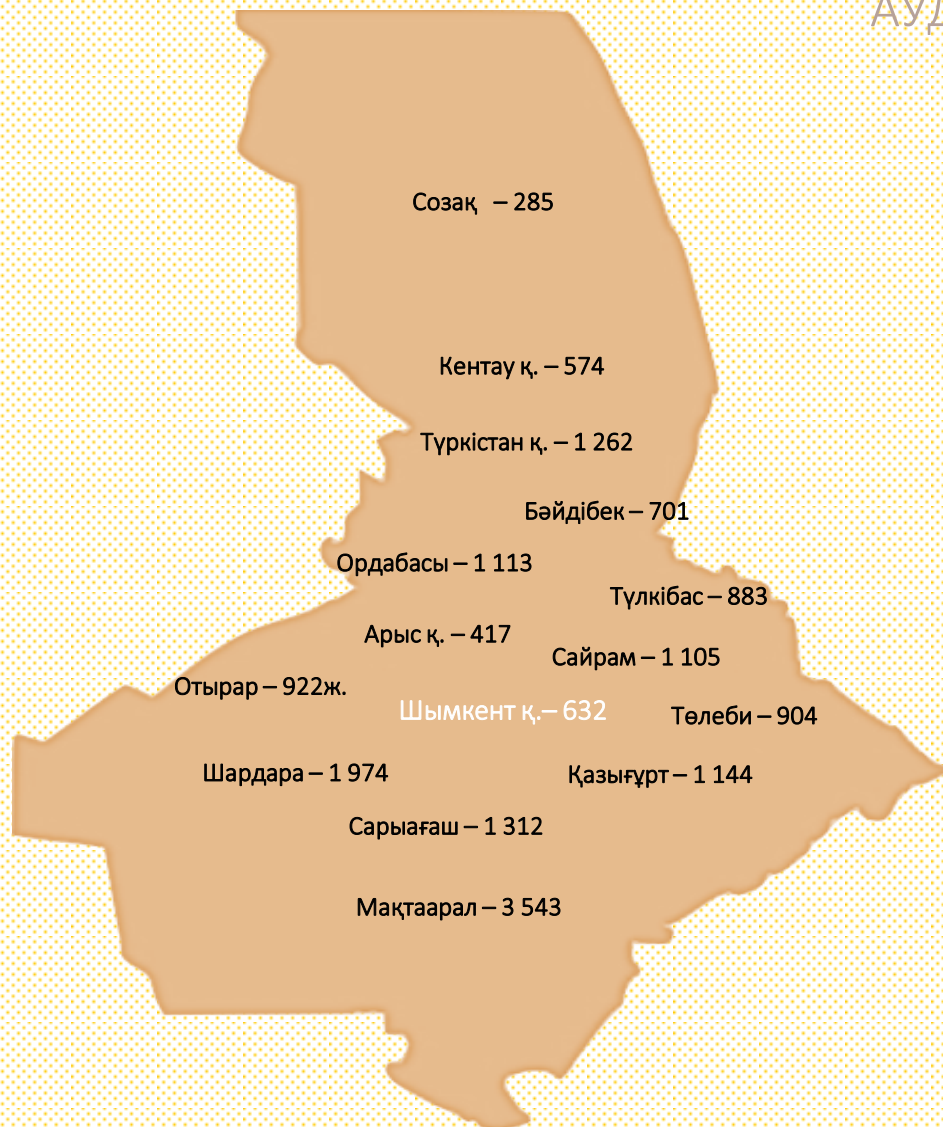 АУД
Созақ – 285
Кентау қ. – 574
Түркістан қ. – 1 262
Бәйдібек – 701
Ордабасы – 1 113
Түлкібас – 883
Арыс қ. – 417
Сайрам – 1 105
Отырар – 922ж.
Шымкент қ.– 632
Төлеби – 904
Шардара – 1 974
Қазығұрт – 1 144
Сарыағаш – 1 312
Мақтаарал – 3 543